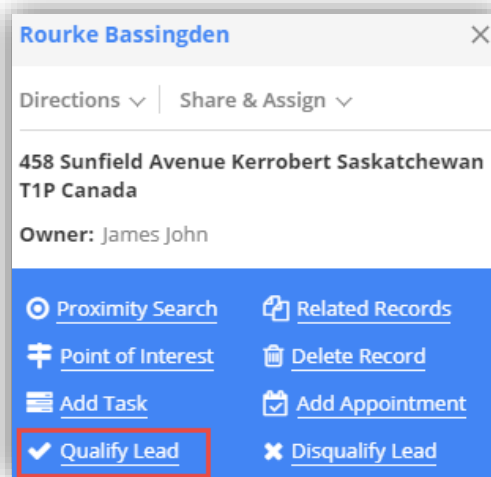 Rourke Bassingden
Directions Share & Assign
458 Sunfield Avenue Kerrobert Saskatchewan
T1P Canada
Owner: James John
Proximity Search Related Records
Point of Interest Delete Record
Add Task Add Appointment
Qualify Lead Disqualify Lead